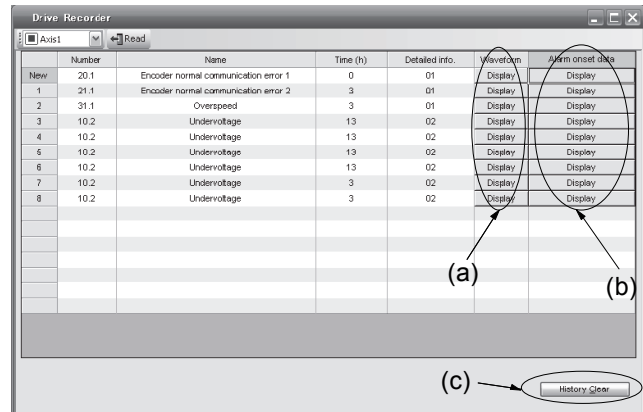 Drive Recorder
Axis1 Read
Number Name Time (h) Detailed info. Waveform Alarm onset data
New 20.1 Encoder normal communication error 1 0 01 Display Display
1 21.1 Encoder normal communication error 2 3 01 Display Display
2 31.1 Overspeed 3 01 Display Display
3 10.2 Undervoltage 13 02 Display Display
4 10.2 Undervoltage 13 02 Display Display
5 10.2 Undervoltage 13 02 Display Display
6 10.2 Undervoltage 13 02 Display Display
7 10.2 Undervoltage 3 02 Display Display
8 10.2 Undervoltage 3 02 Display Display
(a)
(b)
(c) History Clear